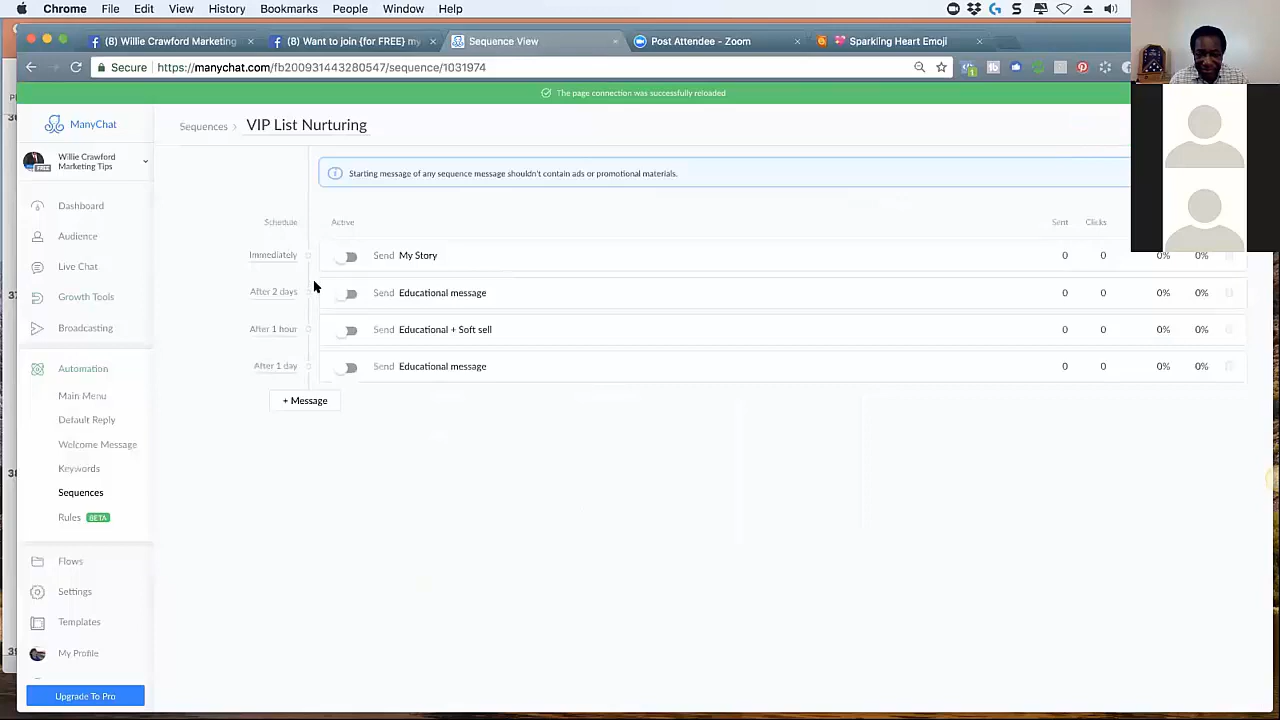 Chrome File Edit View History Bookmarks People Window Help
(8) Willie Crawford Marketing
(8) Want to join {for FREE} my
Sequence View
Post Attendee - Zoom
Sparkling Heart Emoji
Secure https://manychat.com/fb200931443280547/sequence/1031974
The page connection was successfully reloaded
ManyChat
Sequences › VIP List Nurturing
Willie Crawford
Marketing Tips
Starting message of any sequence message shouldn't contain ads or promotional materials.
Dashboard
Audience
Live Chat
Growth Tools
Broadcasting
Automation
Main Menu
Default Reply
Welcome Message
Keywords
Sequences
Rules BETA
Flows
Settings
Templates
My Profile
Upgrade To Pro
Schedule Active Sent Clicks
Immediately Send My Story 0 0 0% 0%
After 2 days Send Educational message 0 0 0% 0%
After 1 hour Send Educational + Soft sell 0 0 0% 0%
After 1 day Send Educational message 0 0 0% 0%
+ Message